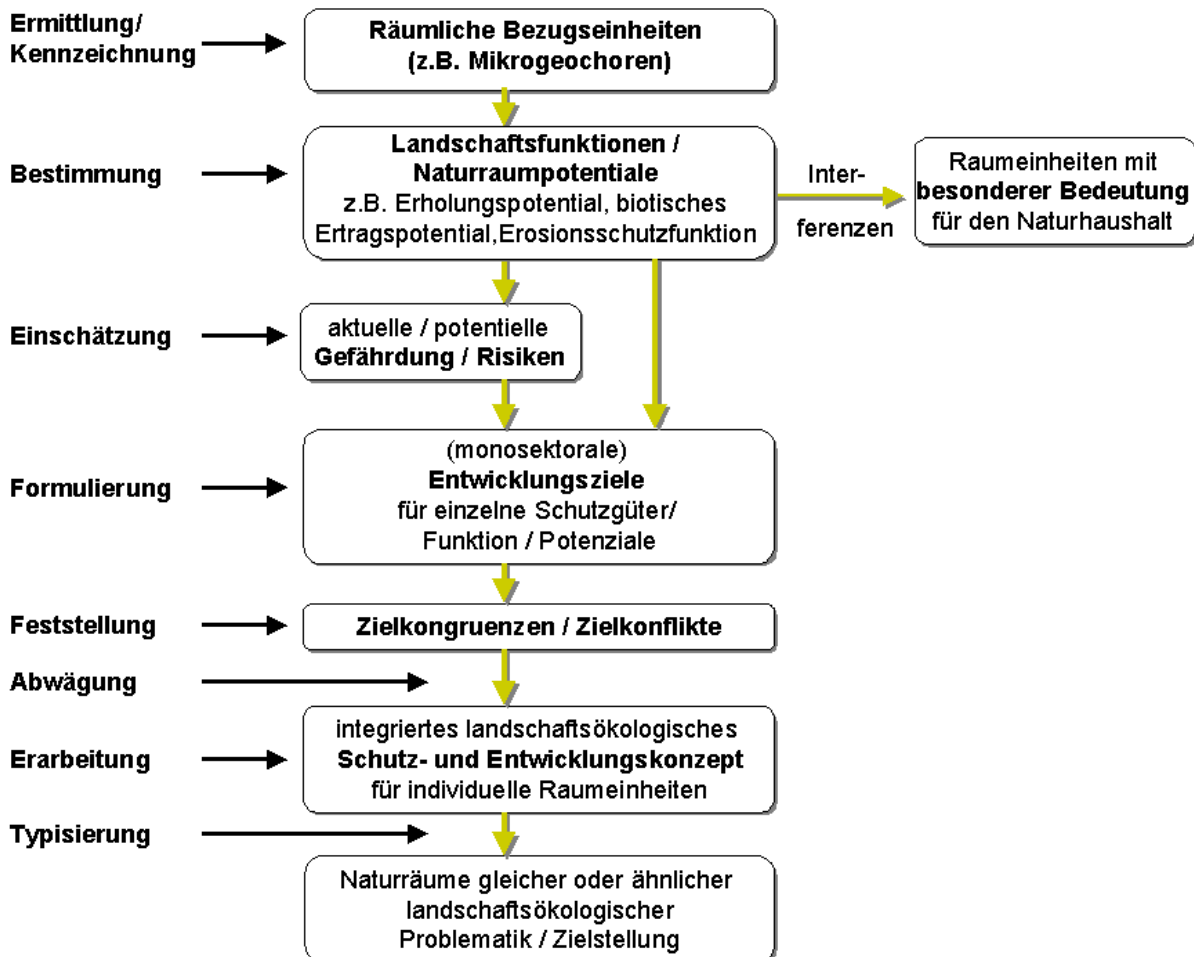 Ermittlung/
Kennzeichnung
Räumliche Bezugseinheiten
(z.B. Mikrogeochoren)
Bestimmung
Landschaftsfunktionen /
Naturraumpotentiale
z.B. Erholungspotential, biotisches
Ertragspotential,Erosionsschutzfunktion
Inter-
ferenzen
Raumeinheiten mit
besonderer Bedeutung
für den Naturhaushalt
Einschätzung
aktuelle / potentielle
Gefährdung / Risiken
Formulierung
(monosektorale)
Entwicklungsziele
für einzelne Schutzgüter/
Funktion / Potenziale
Feststellung
Zielkongruenzen / Zielkonflikte
Abwägung
Erarbeitung
integriertes landschaftsökologisches
Schutz- und Entwicklungskonzept
für individuelle Raumeinheiten
Typisierung
Naturräume gleicher oder ähnlicher
landschaftsökologischer
Problematik / Zielstellung